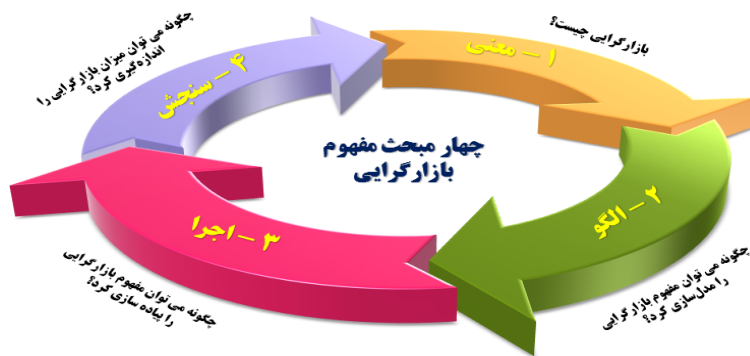 چهار مبحث مفهوم
بازارگرایی
۱ – معنی
بازارگرایی چیست؟
۲ – الگو
چگونه می توان مفهوم بازارگرایی
را مدل‌سازی کرد؟
۳ – اجرا
چگونه می توان مفهوم بازارگرایی
را پیاده سازی کرد؟
۴ – سنجش
چگونه می توان میزان بازارگرایی را
اندازه‌گیری کرد؟